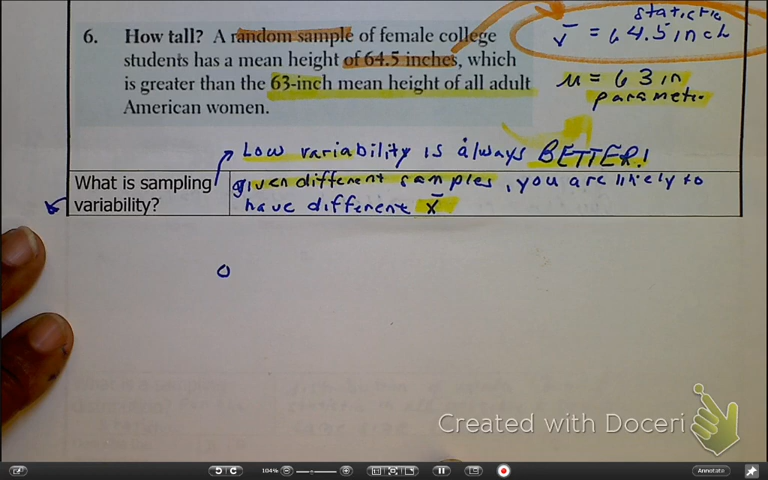 statistic
x̄ = 64.5 inch
6. How tall? A random sample of female college
students has a mean height of 64.5 inches, which
is greater than the 63-inch mean height of all adult
American women.
μ = 63 in
parameter
Low variability is always BETTER!
What is sampling
variability?
given different samples, you are likely to
have different x̄
Created with Doceri
104%
Annotate